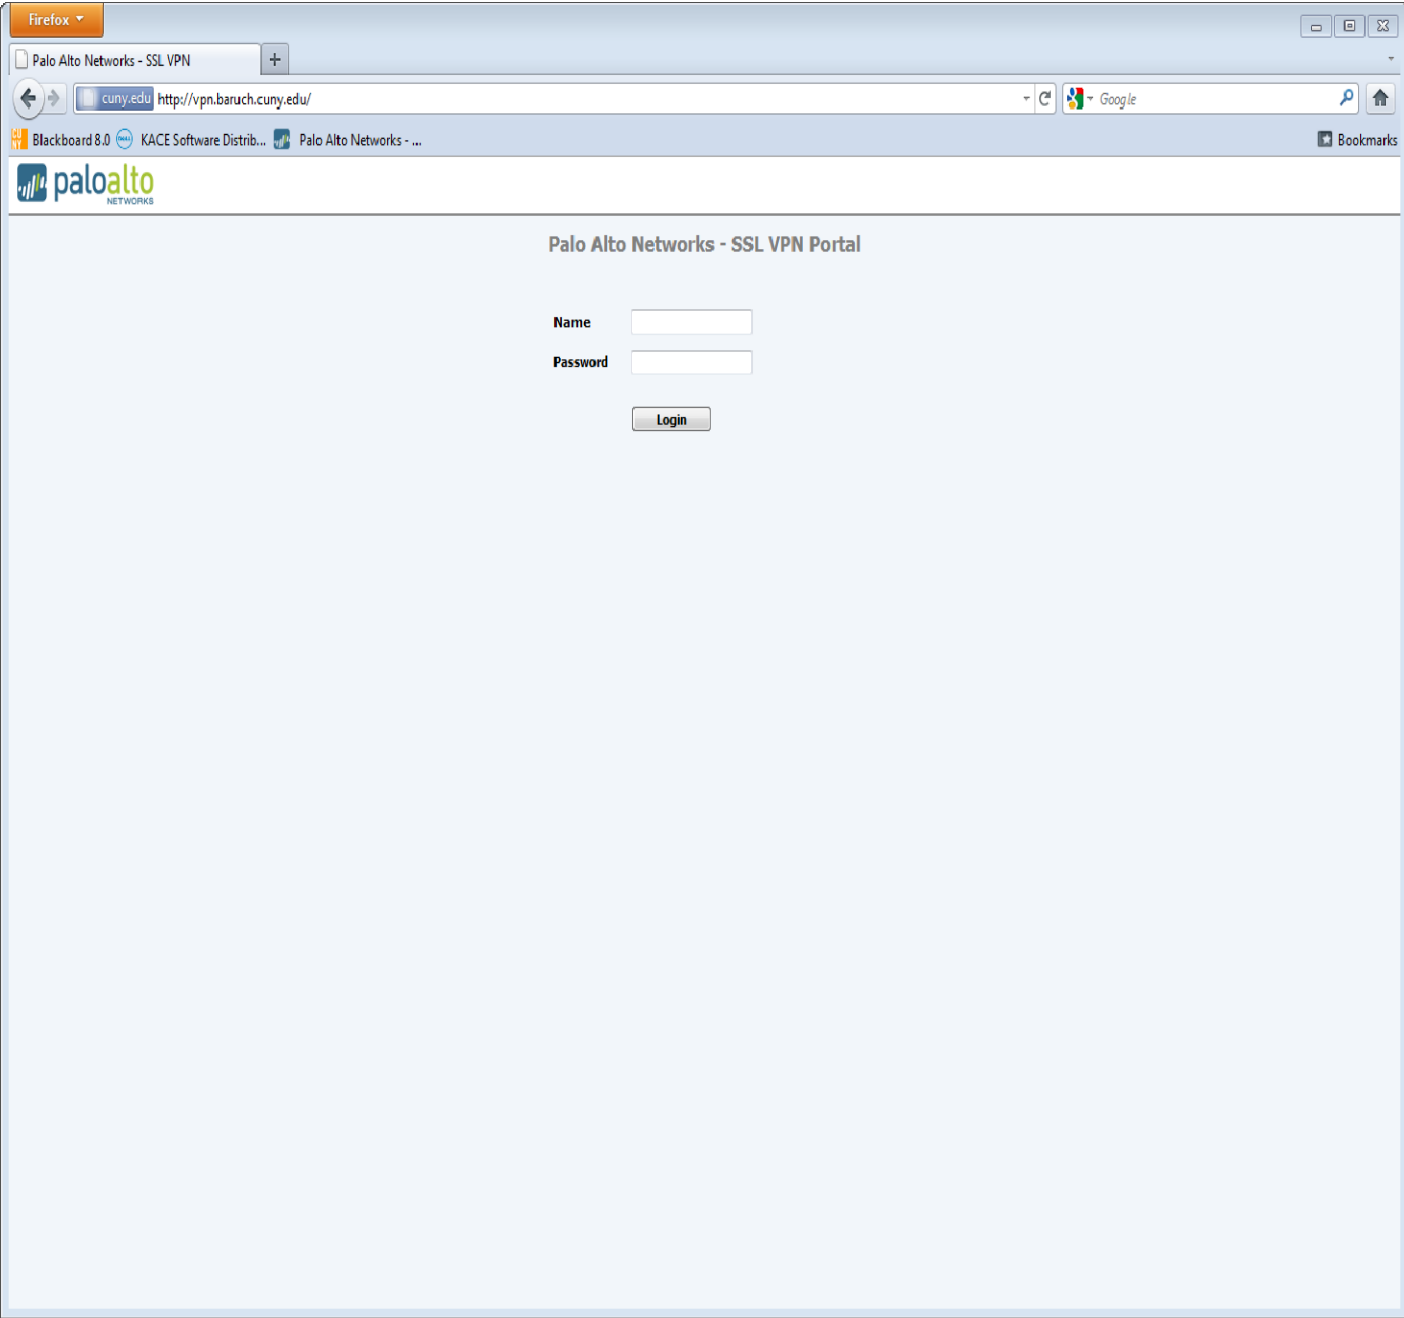 Firefox
Palo Alto Networks - SSL VPN
cuny.edu http://vpn.baruch.cuny.edu/
Google
Blackboard 8.0 KACE Software Distrib... Palo Alto Networks - ...
Bookmarks
paloalto
NETWORKS
Palo Alto Networks - SSL VPN Portal
Name
Password
Login